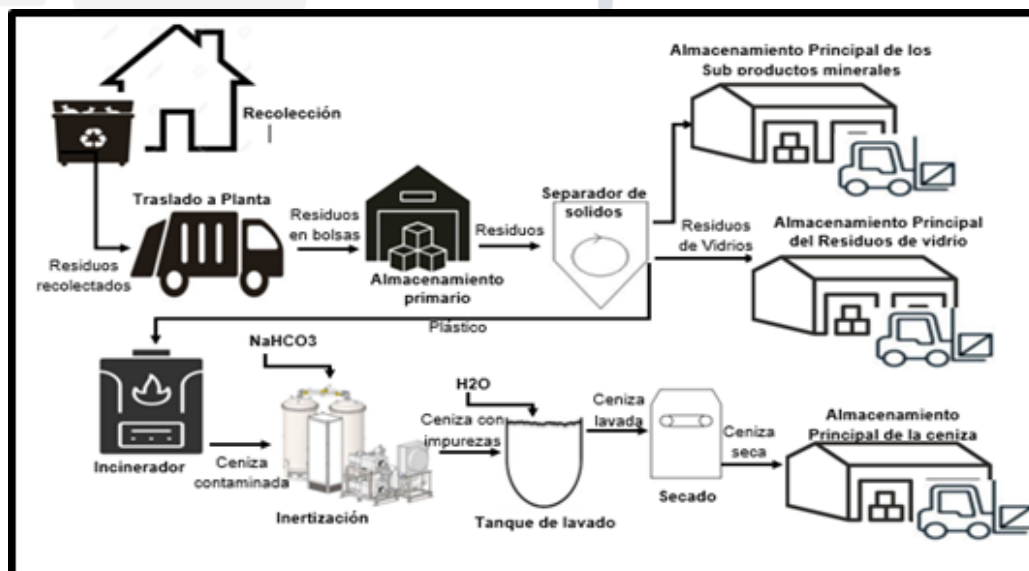 Almacenamiento Principal de los
Sub productos minerales
Recolección
Traslado a Planta
Residuos
en bolsas
Residuos
Separador de
solidos
Residuos
de Vidrios
Almacenamiento Principal
del Residuos de vidrio
Residuos
recolectados
Almacenamiento
primario
Plástico
NaHCO3
H2O
Incinerador
Ceniza
contaminada
Inertización
Ceniza con
impurezas
Tanque de lavado
Ceniza
lavada
Secado
Ceniza
seca
Almacenamiento
Principal de la ceniza